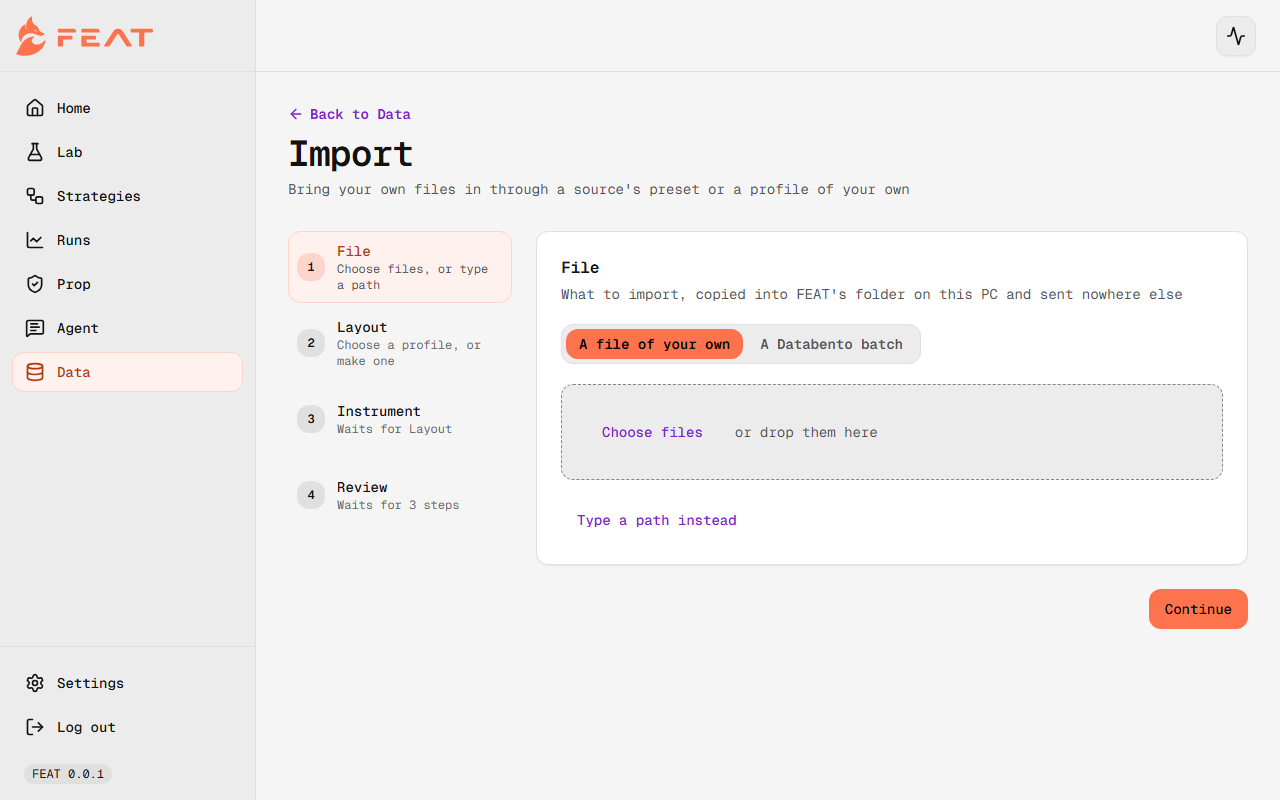 FEAT
Home
Lab
Strategies
Runs
Prop
Agent
Data
Settings
Log out
FEAT 0.0.1
Back to Data
Import
Bring your own files in through a source's preset or a profile of your own
1
File
Choose files, or type
a path
2
Layout
Choose a profile, or
make one
3
Instrument
Waits for Layout
4
Review
Waits for 3 steps
File
What to import, copied into FEAT's folder on this PC and sent nowhere else
A file of your own
A Databento batch
Choose files or drop them here
Type a path instead
Continue